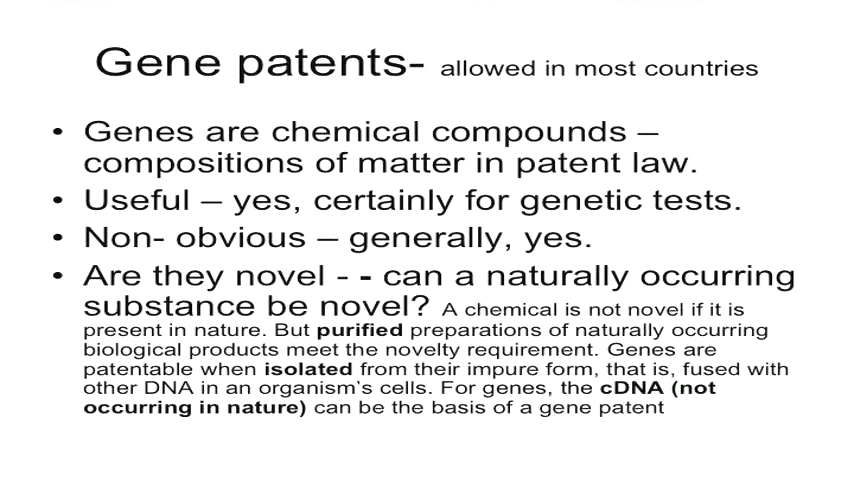 Gene patents- allowed in most countries
• Genes are chemical compounds –
compositions of matter in patent law.
• Useful – yes, certainly for genetic tests.
• Non- obvious – generally, yes.
• Are they novel - - can a naturally occurring
substance be novel? A chemical is not novel if it is
present in nature. But purified preparations of naturally occurring
biological products meet the novelty requirement. Genes are
patentable when isolated from their impure form, that is, fused with
other DNA in an organism's cells. For genes, the cDNA (not
occurring in nature) can be the basis of a gene patent